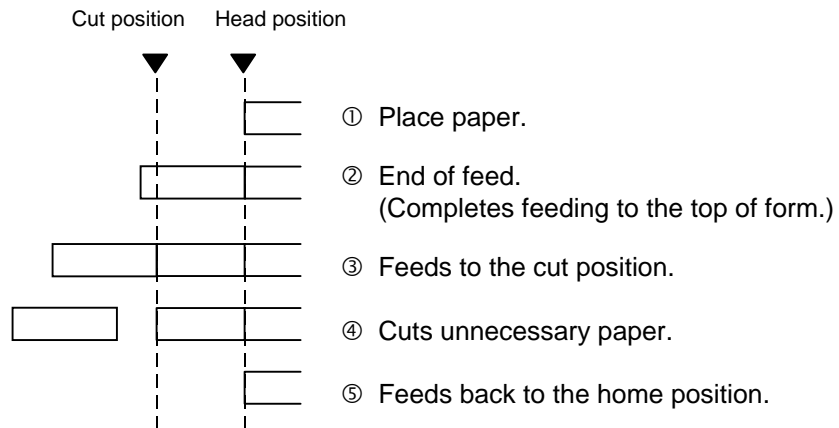 Cut position Head position
① Place paper.
② End of feed.
(Completes feeding to the top of form.)
③ Feeds to the cut position.
④ Cuts unnecessary paper.
⑤ Feeds back to the home position.